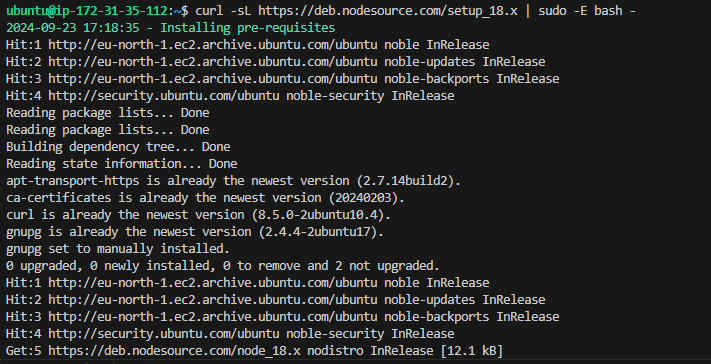 ubuntu@ip-172-31-35-112:~$ curl -sL https://deb.nodesource.com/setup_18.x | sudo -E bash -
2024-09-23 17:18:35 - Installing pre-requisites
Hit:1 http://eu-north-1.ec2.archive.ubuntu.com/ubuntu noble InRelease
Hit:2 http://eu-north-1.ec2.archive.ubuntu.com/ubuntu noble-updates InRelease
Hit:3 http://eu-north-1.ec2.archive.ubuntu.com/ubuntu noble-backports InRelease
Hit:4 http://security.ubuntu.com/ubuntu noble-security InRelease
Reading package lists... Done
Reading package lists... Done
Building dependency tree... Done
Reading state information... Done
apt-transport-https is already the newest version (2.7.14build2).
ca-certificates is already the newest version (20240203).
curl is already the newest version (8.5.0-2ubuntu10.4).
gnupg is already the newest version (2.4.4-2ubuntu17).
gnupg set to manually installed.
0 upgraded, 0 newly installed, 0 to remove and 2 not upgraded.
Hit:1 http://eu-north-1.ec2.archive.ubuntu.com/ubuntu noble InRelease
Hit:2 http://eu-north-1.ec2.archive.ubuntu.com/ubuntu noble-updates InRelease
Hit:3 http://eu-north-1.ec2.archive.ubuntu.com/ubuntu noble-backports InRelease
Hit:4 http://security.ubuntu.com/ubuntu noble-security InRelease
Get:5 https://deb.nodesource.com/node_18.x nodistro InRelease [12.1 kB]